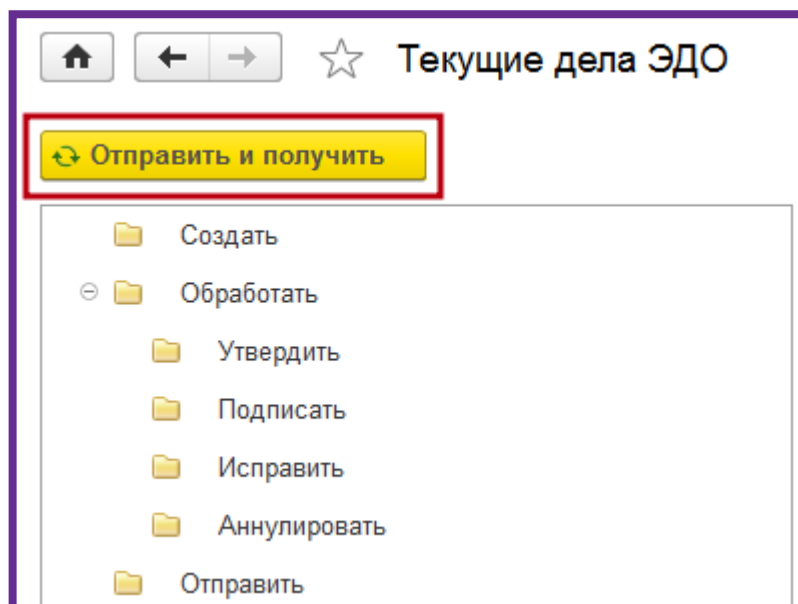 Текущие дела ЭДО
Отправить и получить
Создать
Обработать
Утвердить
Подписать
Исправить
Аннулировать
Отправить